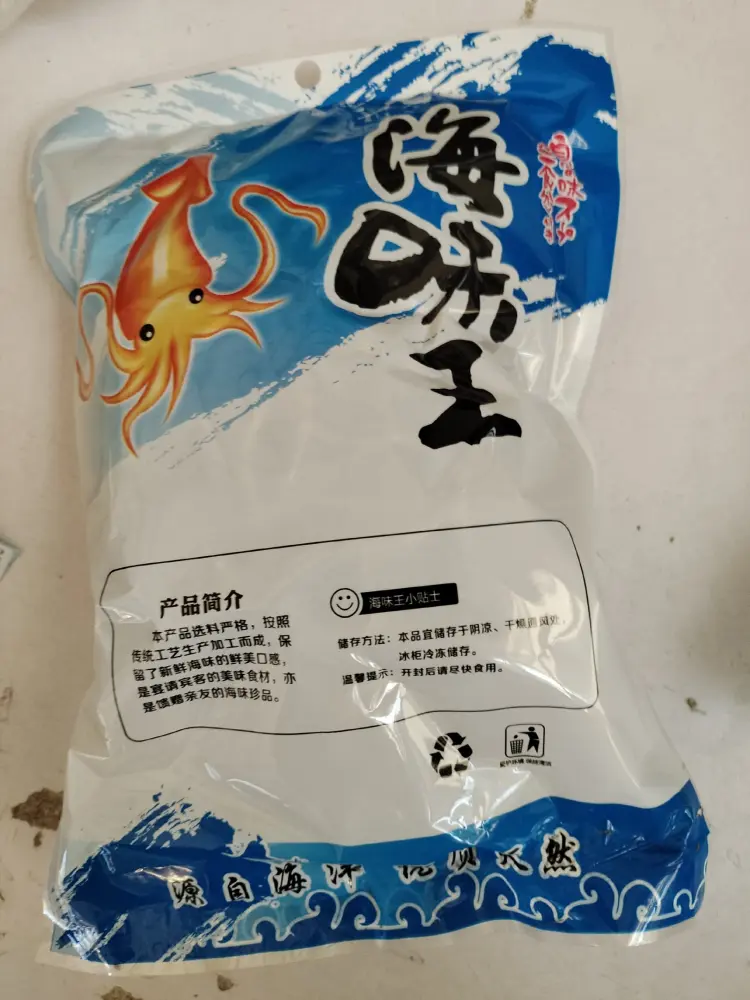 海味王
产品简介
本产品选料严格，按照
传统工艺生产加工而成，保
留了新鲜海味的鲜美口感，
是宴请宾客的美味食材，亦
是馈赠亲友的海味珍品。
海味王小贴士
储存方法：本品宜储存于阴凉、干燥通风处，
冰柜冷冻储存。
温馨提示：开封后请尽快食用。
源自海洋 优质天然